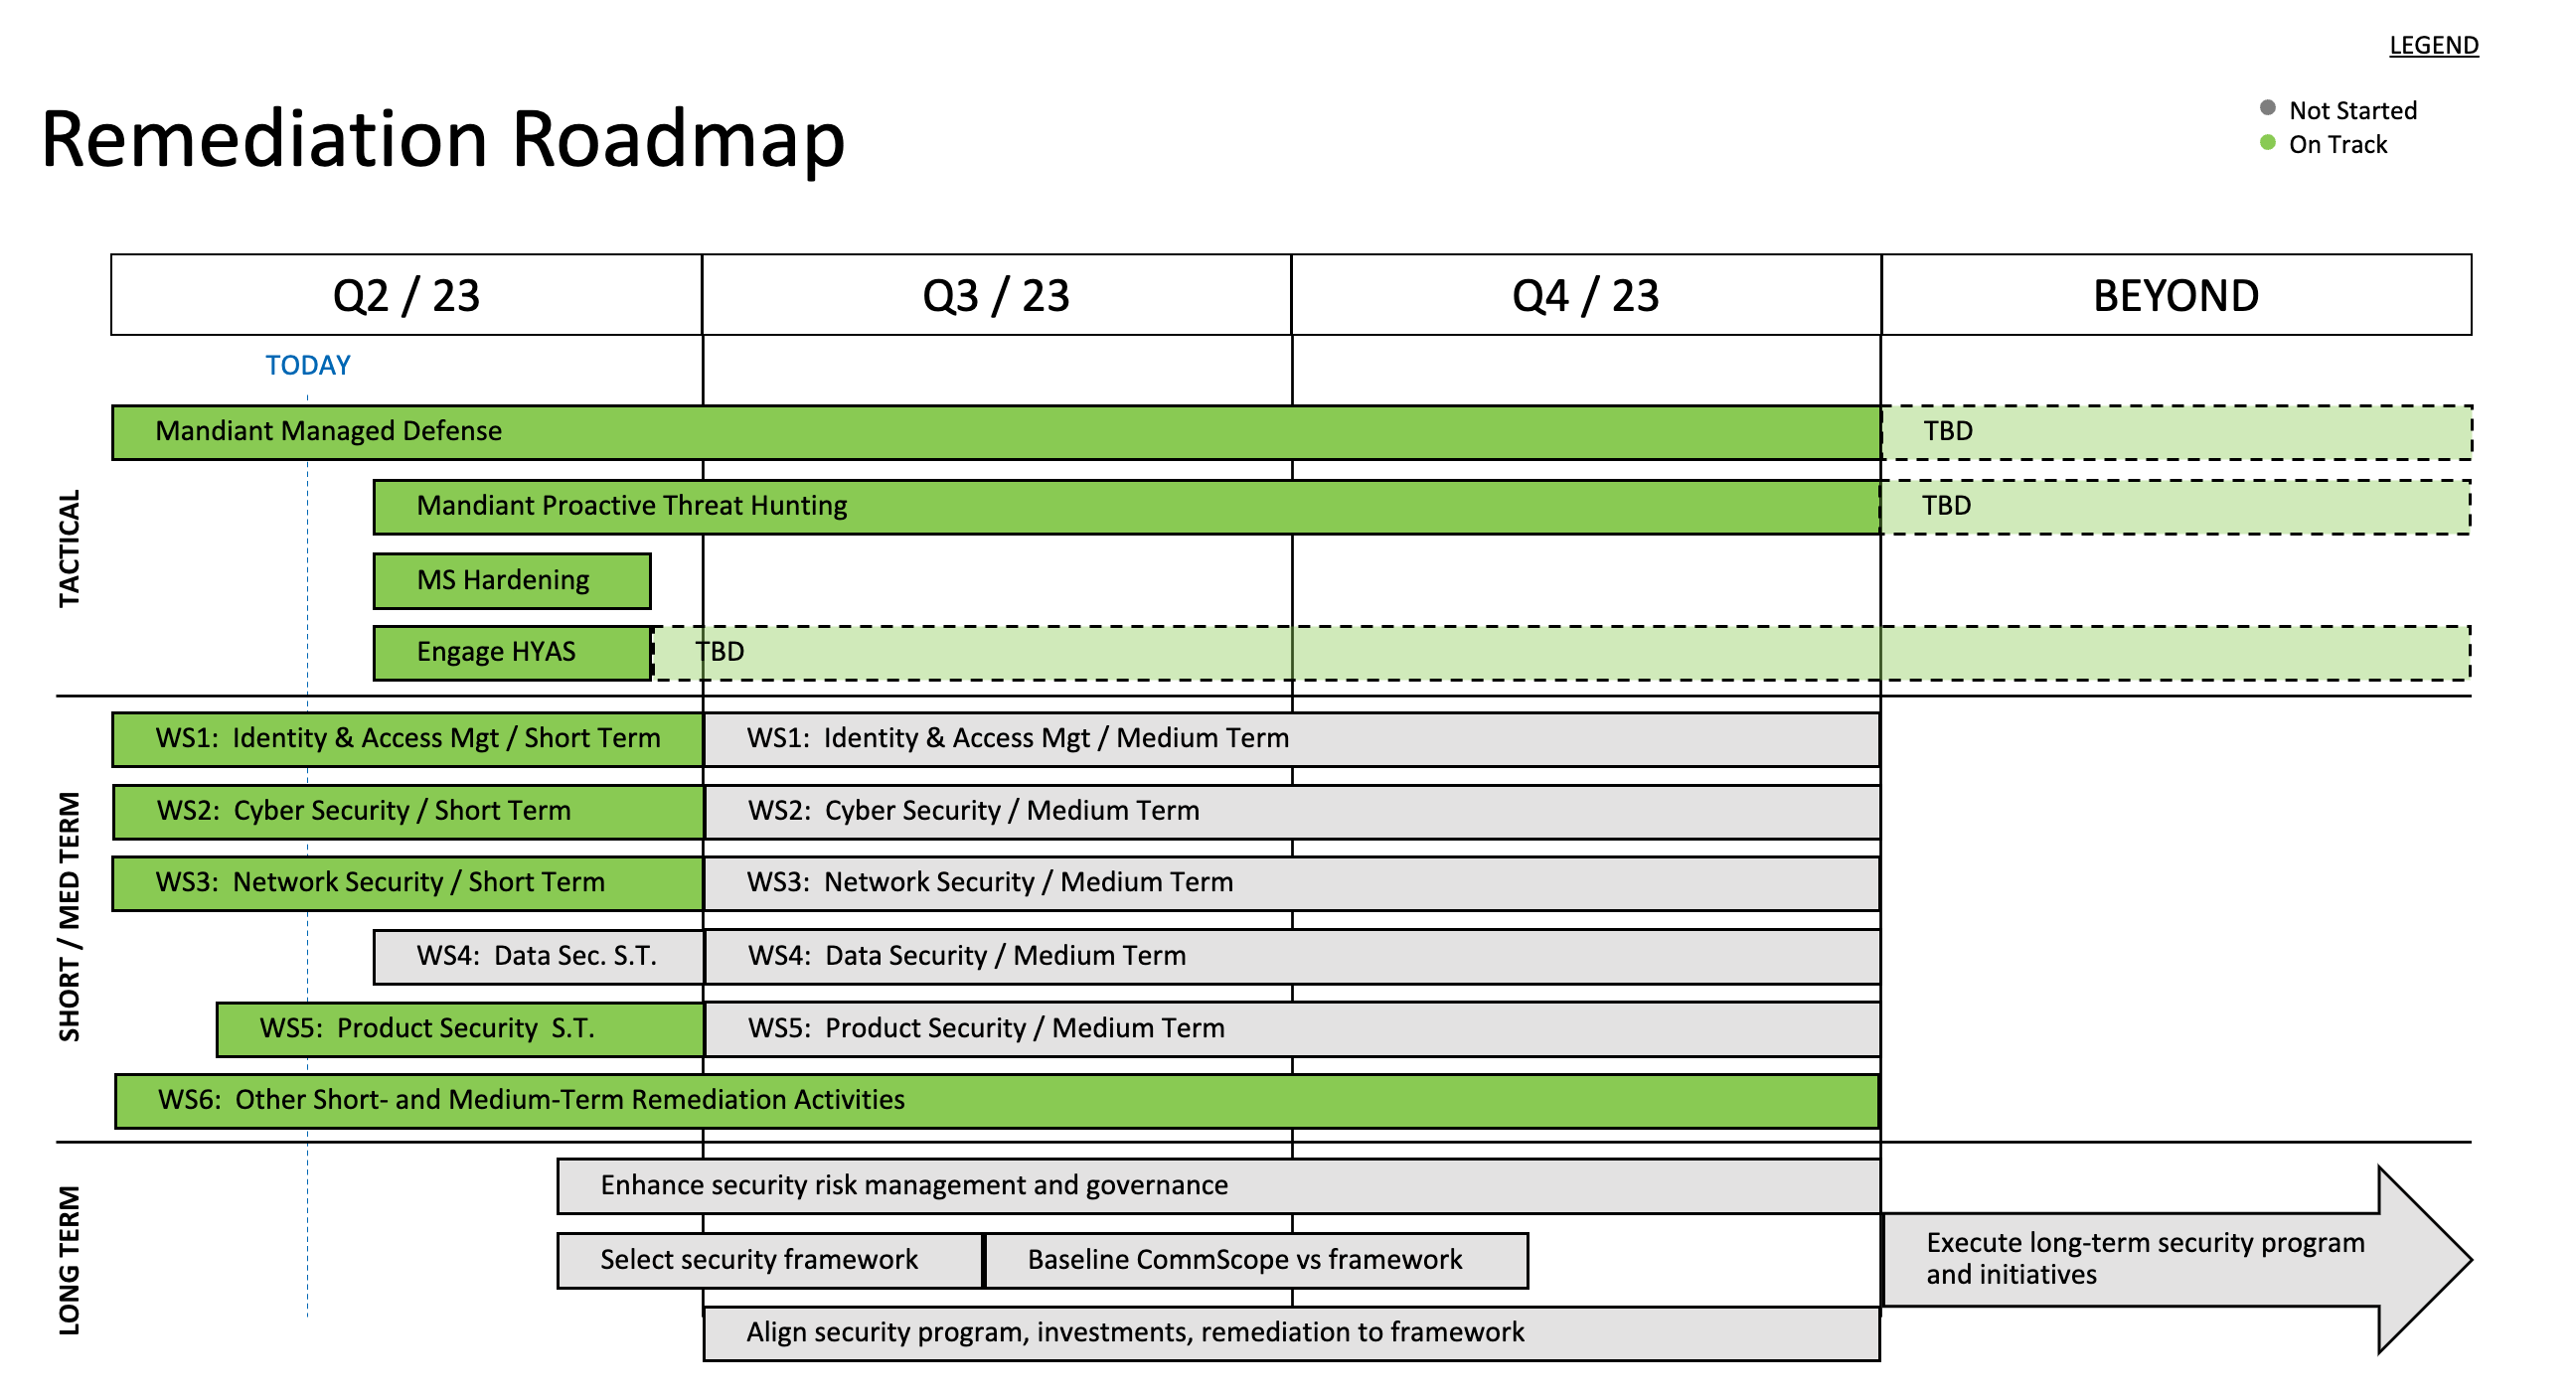 LEGEND
Not Started
On Track
Remediation Roadmap
Q2 / 23
Q3 / 23
Q4 / 23
BEYOND
TODAY
TACTICAL
Mandiant Managed Defense
TBD
Mandiant Proactive Threat Hunting
TBD
MS Hardening
Engage HYAS
TBD
SHORT / MED TERM
WS1: Identity & Access Mgt / Short Term
WS1: Identity & Access Mgt / Medium Term
WS2: Cyber Security / Short Term
WS2: Cyber Security / Medium Term
WS3: Network Security / Short Term
WS3: Network Security / Medium Term
WS4: Data Sec. S.T.
WS4: Data Security / Medium Term
WS5: Product Security S.T.
WS5: Product Security / Medium Term
WS6: Other Short- and Medium-Term Remediation Activities
LONG TERM
Enhance security risk management and governance
Select security framework
Baseline CommScope vs framework
Align security program, investments, remediation to framework
Execute long-term security program
and initiatives